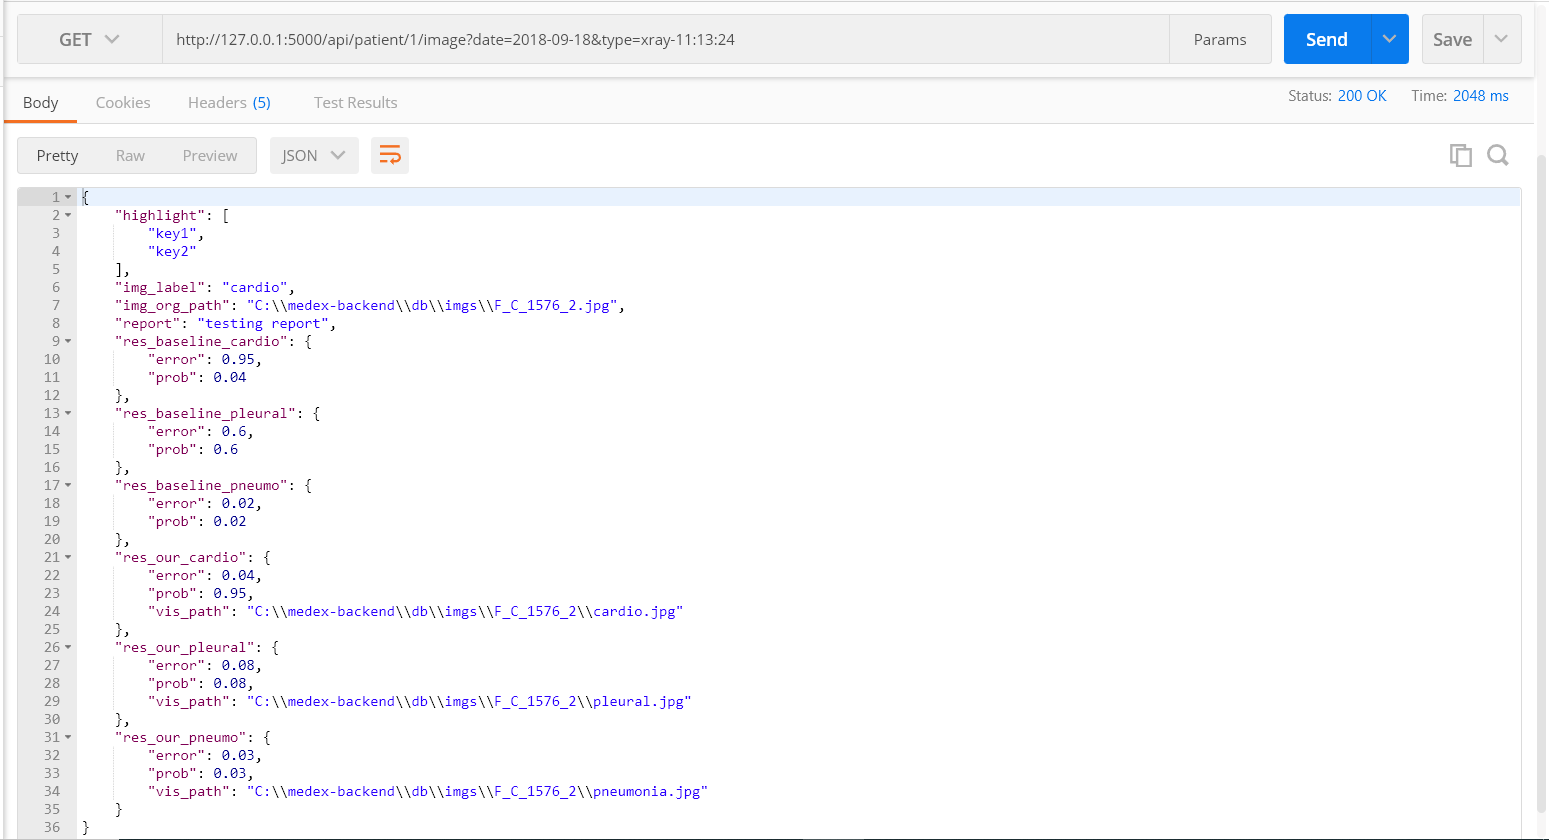 GET http://127.0.0.1:5000/api/patient/1/image?date=2018-09-18&type=xray-11:13:24 Params Send Save
Body Cookies Headers (5) Test Results Status: 200 OK Time: 2048 ms
Pretty Raw Preview JSON
1 {
2 "highlight": [
3 "key1",
4 "key2"
5 ],
6 "img_label": "cardio",
7 "img_org_path": "C:\\medex-backend\\db\\imgs\\F_C_1576_2.jpg",
8 "report": "testing report",
9 "res_baseline_cardio": {
10 "error": 0.95,
11 "prob": 0.04
12 },
13 "res_baseline_pleural": {
14 "error": 0.6,
15 "prob": 0.6
16 },
17 "res_baseline_pneumo": {
18 "error": 0.02,
19 "prob": 0.02
20 },
21 "res_our_cardio": {
22 "error": 0.04,
23 "prob": 0.95,
24 "vis_path": "C:\\medex-backend\\db\\imgs\\F_C_1576_2\\cardio.jpg"
25 },
26 "res_our_pleural": {
27 "error": 0.08,
28 "prob": 0.08,
29 "vis_path": "C:\\medex-backend\\db\\imgs\\F_C_1576_2\\pleural.jpg"
30 },
31 "res_our_pneumo": {
32 "error": 0.03,
33 "prob": 0.03,
34 "vis_path": "C:\\medex-backend\\db\\imgs\\F_C_1576_2\\pneumonia.jpg"
35 }
36 }